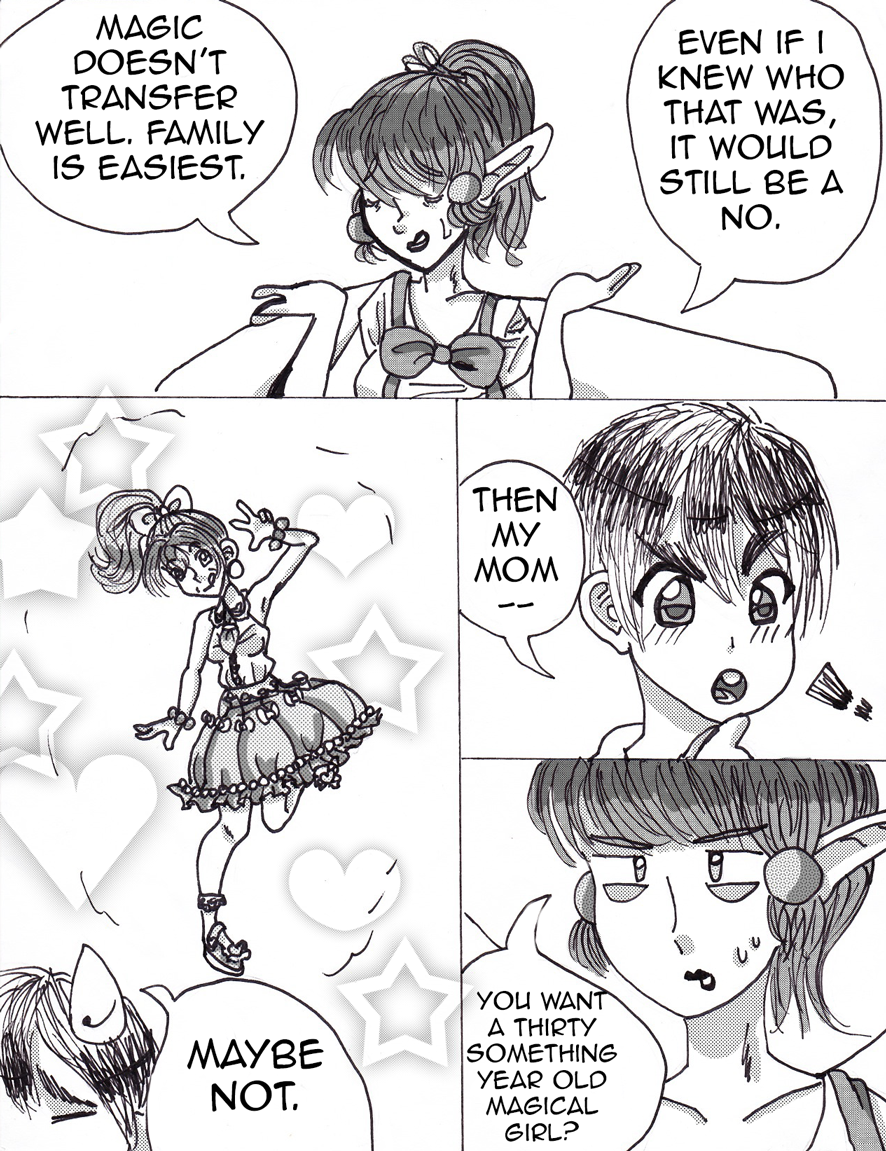 MAGIC
DOESN'T
TRANSFER
WELL. FAMILY
IS EASIEST.
EVEN IF I
KNEW WHO
THAT WAS,
IT WOULD
STILL BE A
NO.
THEN
MY
MOM
--
YOU WANT
A THIRTY
SOMETHING
YEAR OLD
MAGICAL
GIRL?
MAYBE
NOT.